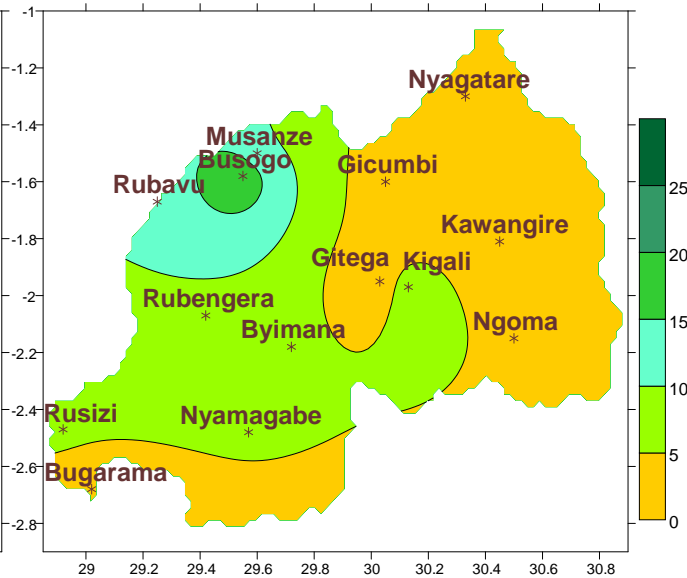 -1
-1.2
Nyagatare
-1.4
Musanze
Busogo
Gicumbi
25
-1.6
Rubavu
20
-1.8
Kawangire
Gitega
Kigali
-2
Rubengera
15
Byimana
Ngoma
-2.2
10
-2.4
Rusizi
Nyamagabe
5
-2.6
Bugarama
0
-2.8
29
29.2
29.4
29.6
29.8
30
30.2
30.4
30.6
30.8